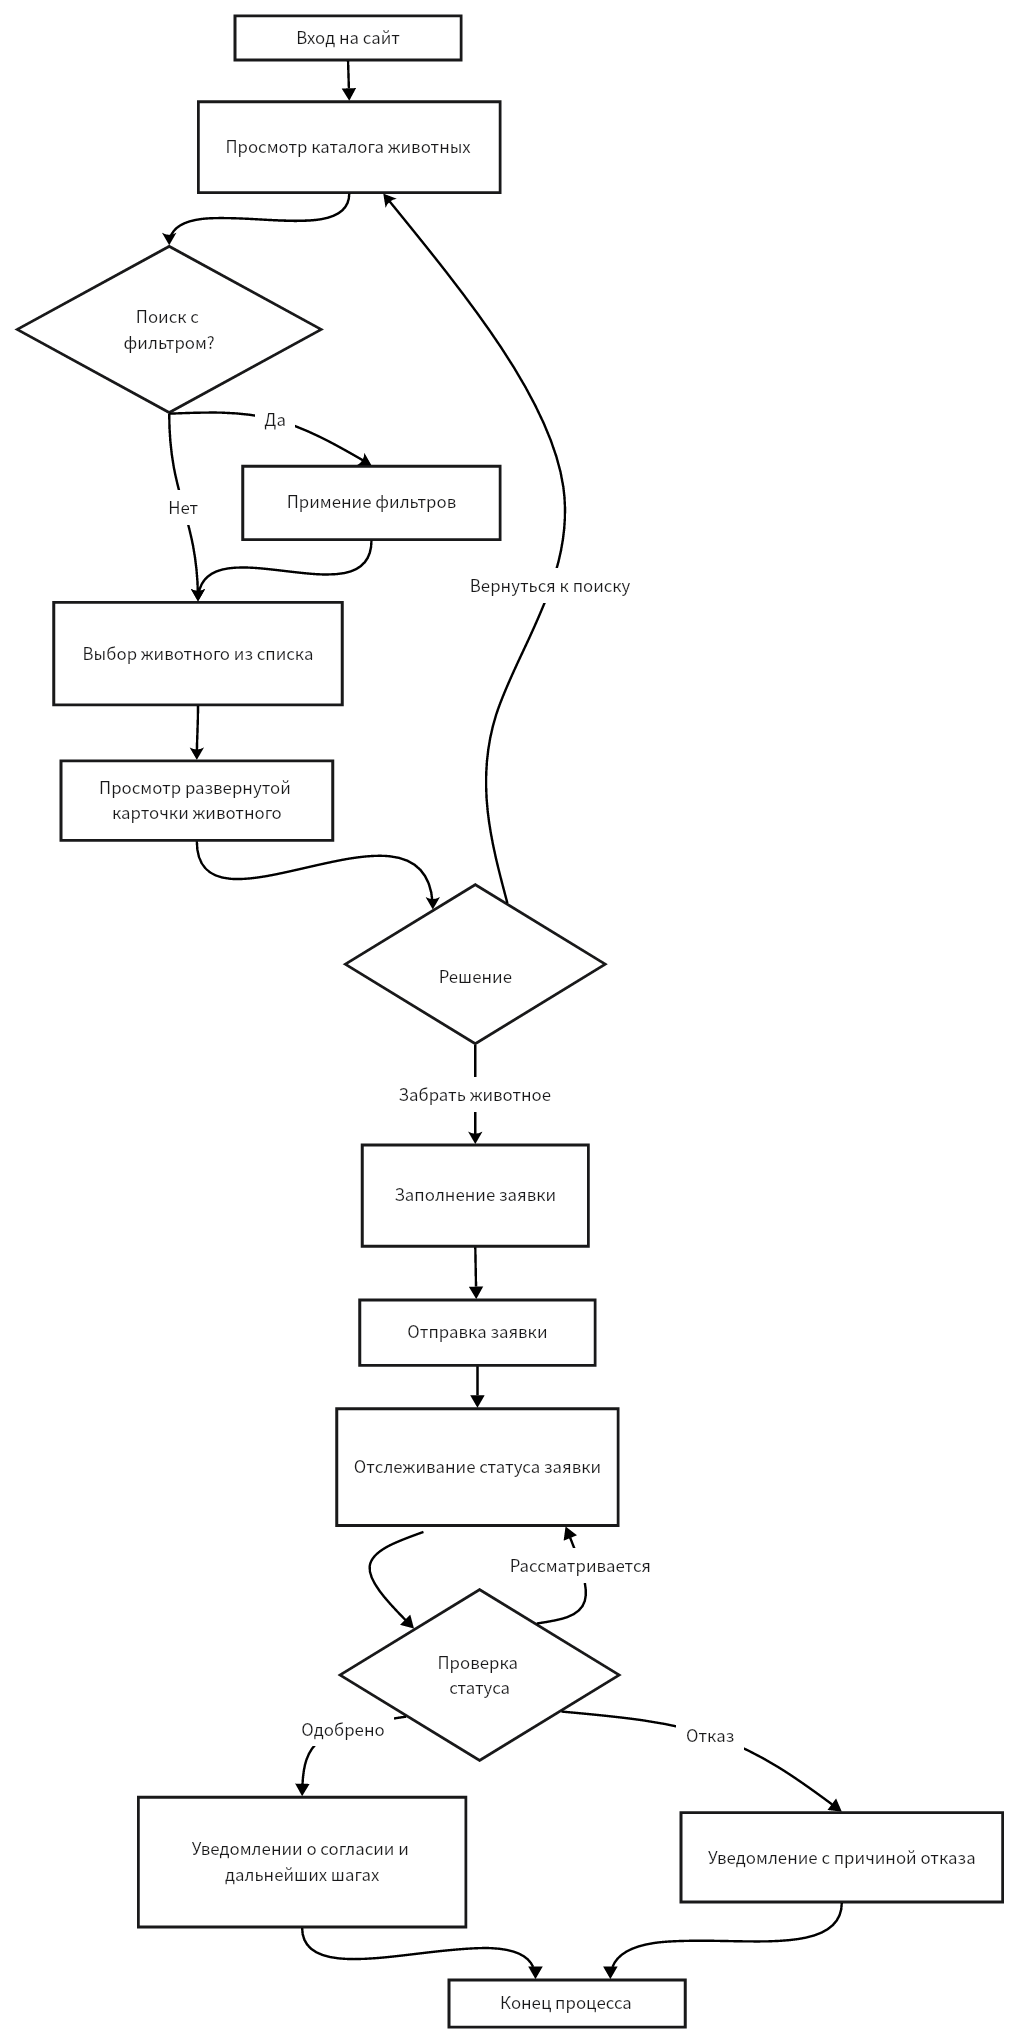 Вход на сайт
Просмотр каталога животных
Поиск с
фильтром?
Да
Примение фильтров
Нет
Вернуться к поиску
Выбор животного из списка
Просмотр развернутой
карточки животного
Решение
Забрать животное
Заполнение заявки
Отправка заявки
Отслеживание статуса заявки
Рассматривается
Проверка
статуса
Одобрено
Отказ
Уведомлении о согласии и
дальнейших шагах
Уведомление с причиной отказа
Конец процесса